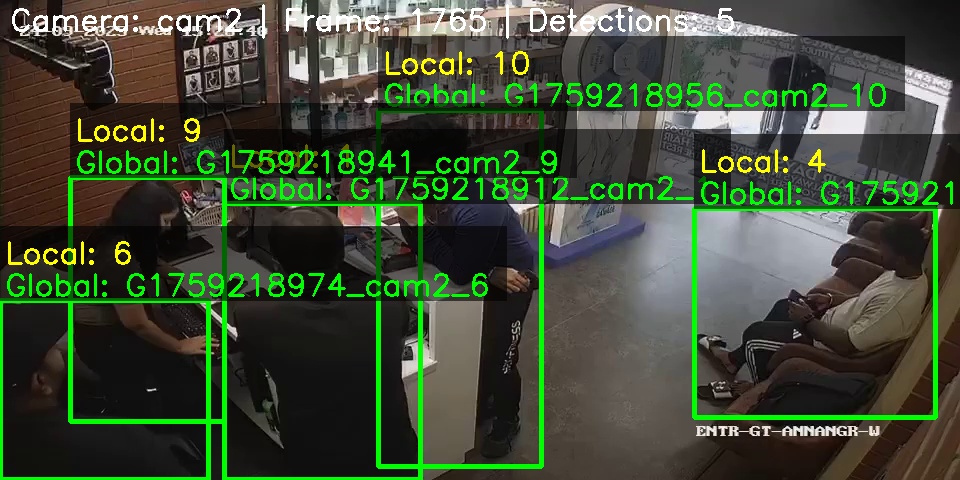 Camera: cam2 | Frame: 1765 | Detections: 5
Local: 10
Global: G1759218956_cam2_10
Local: 9
Global: G1759218941_cam2_9
Local: 4
Global: G175921
Global: G1759218912_cam2_
Local: 6
Global: G1759218974_cam2_6
ENTR-GT-ANNANGR-W